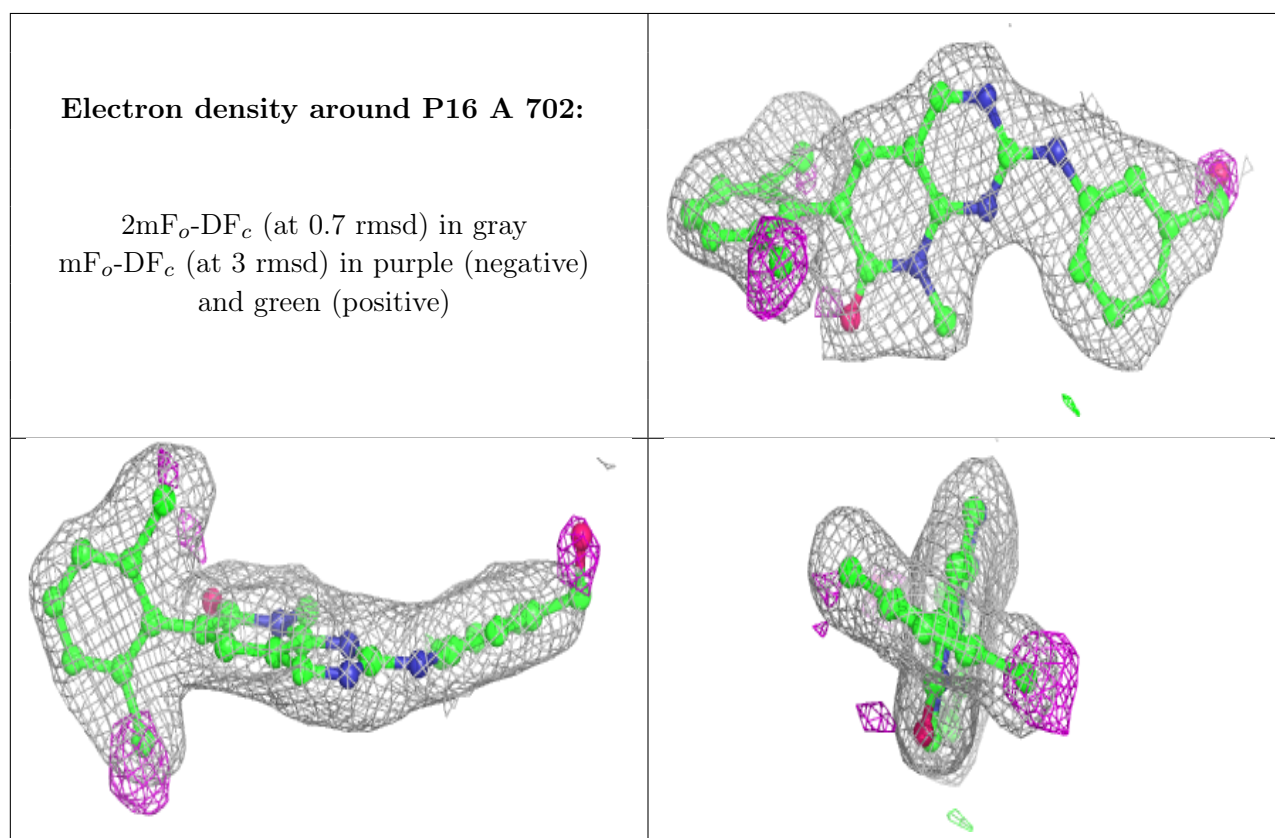 Electron density around P16 A 702:
2mFₒ-DF𝒸 (at 0.7 rmsd) in gray
mFₒ-DF𝒸 (at 3 rmsd) in purple (negative)
and green (positive)